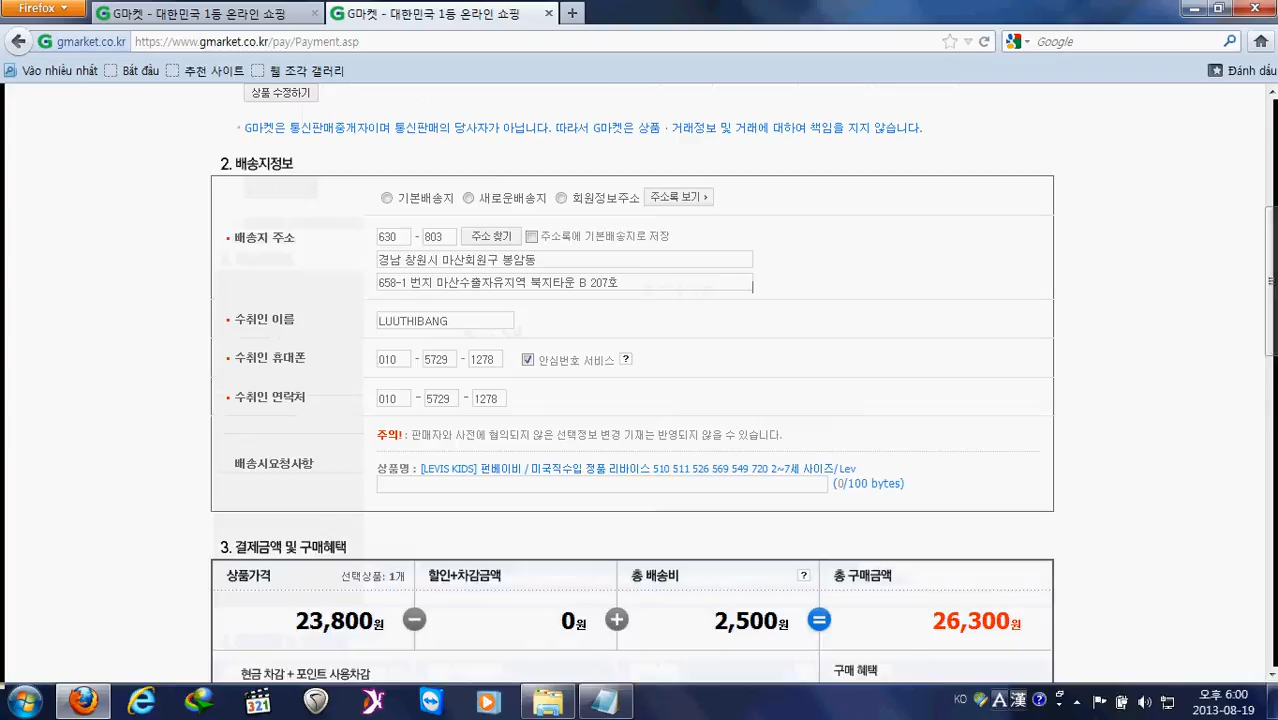 Firefox
G마켓 - 대한민국 1등 온라인 쇼핑
G마켓 - 대한민국 1등 온라인 쇼핑
gmarket.co.kr
https://www.gmarket.co.kr/pay/Payment.asp
Google
Vào nhiều nhất
Bắt đầu
추천 사이트
웹 조각 갤러리
Đánh dấu
상품 수정하기
G마켓은 통신판매중개자이며 통신판매의 당사자가 아닙니다. 따라서 G마켓은 상품 · 거래정보 및 거래에 대하여 책임을 지지 않습니다.
2. 배송지정보
기본배송지 새로운배송지 회원정보주소 주소록 보기
배송지 주소 630 - 803 주소 찾기 주소록에 기본배송지로 저장
경남 창원시 마산회원구 봉암동
658-1 번지 마산수출자유지역 복지타운 B 207호
수취인 이름 LUUTHIBANG
수취인 휴대폰 010 - 5729 - 1278 안심번호 서비스 ?
수취인 연락처 010 - 5729 - 1278
주의! : 판매자와 사전에 협의되지 않은 선택정보 변경 기재는 반영되지 않을 수 있습니다.
배송시요청사항
상품명 : [LEVIS KIDS] 펀베이비 / 미국직수입 정품 리바이스 510 511 526 569 549 720 2~7세 사이즈/Lev
(0/100 bytes)
3. 결제금액 및 구매혜택
상품가격 선택상품: 1개 할인+차감금액 총 배송비 ? 총 구매금액
23,800원 − 0원 + 2,500원 = 26,300원
현금 차감 + 포인트 사용차감 구매 혜택
321
KO A 漢 ?
오후 6:00
2013-08-19